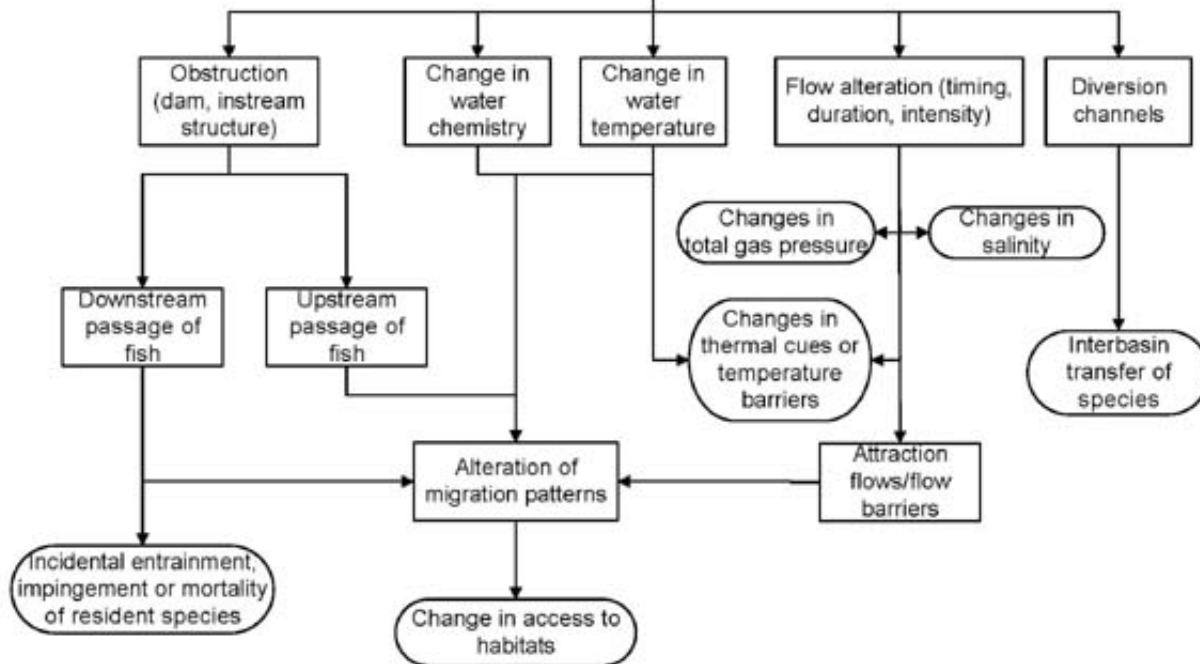 Obstruction
(dam, instream
structure)
Change in
water
chemistry
Change in
water
temperature
Flow alteration (timing,
duration, intensity)
Diversion
channels
Changes in
total gas pressure
Changes in
salinity
Downstream
passage of
fish
Upstream
passage of
fish
Changes in
thermal cues or
temperature
barriers
Interbasin
transfer of
species
Alteration of
migration patterns
Attraction
flows/flow
barriers
Incidental entrainment,
impingement or mortality
of resident species
Change in access to
habitats